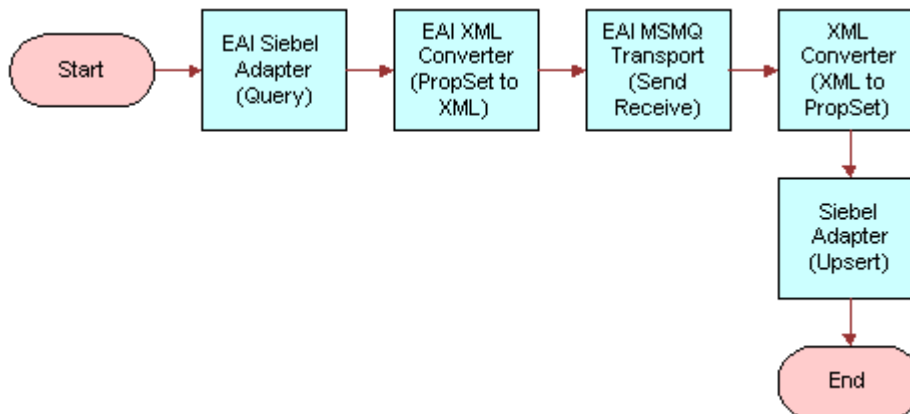 Start
EAI Siebel
Adapter
(Query)
EAI XML
Converter
(PropSet to
XML)
EAI MSMQ
Transport
(Send
Receive)
XML
Converter
(XML to
PropSet)
Siebel
Adapter
(Upsert)
End